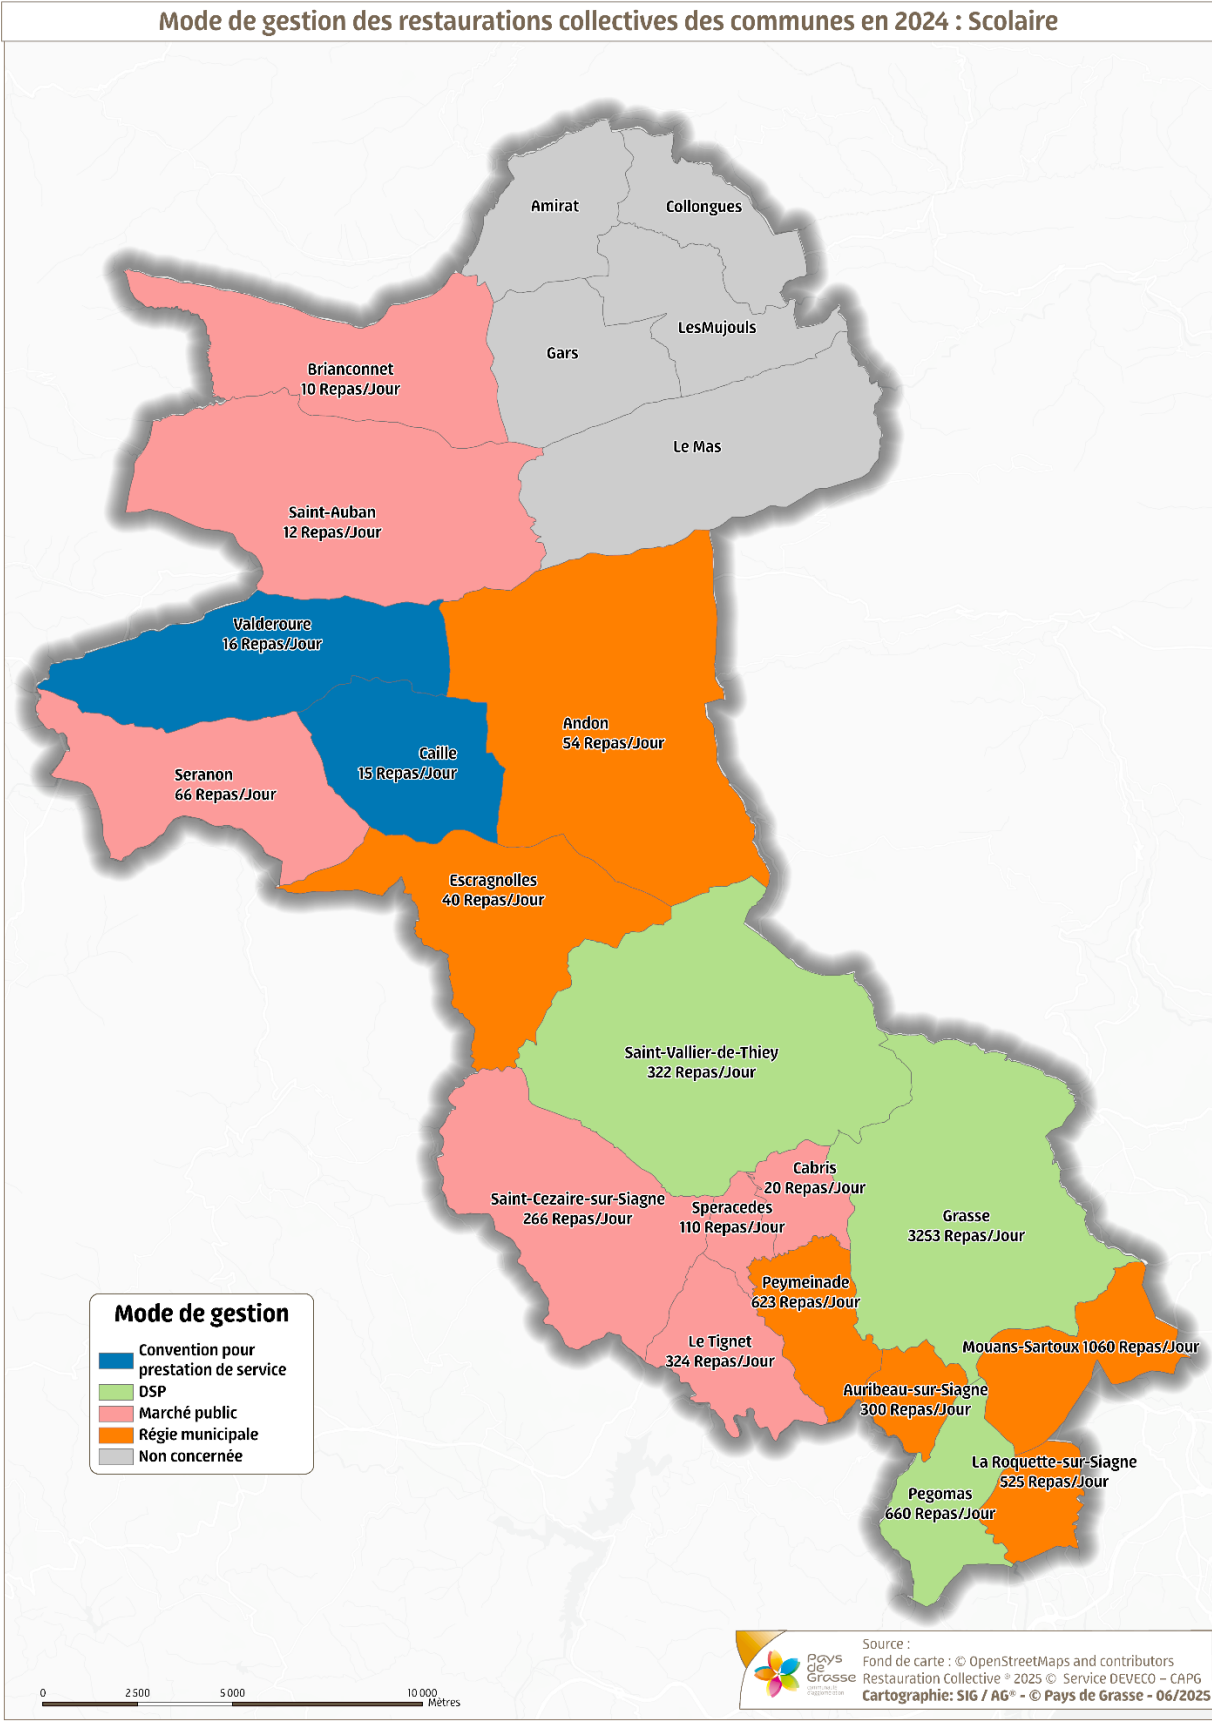 Mode de gestion des restaurations collectives des communes en 2024 : Scolaire
Amirat
Collongues
LesMujouls
Gars
Brianconnet
10 Repas/Jour
Le Mas
Saint-Auban
12 Repas/Jour
Valderoure
16 Repas/Jour
Andon
54 Repas/Jour
Caille
15 Repas/Jour
Seranon
66 Repas/Jour
Escragnolles
40 Repas/Jour
Saint-Vallier-de-Thiey
322 Repas/Jour
Cabris
20 Repas/Jour
Saint-Cezaire-sur-Siagne
266 Repas/Jour
Speracedes
110 Repas/Jour
Grasse
3253 Repas/Jour
Peymeinade
623 Repas/Jour
Le Tignet
324 Repas/Jour
Mouans-Sartoux 1060 Repas/Jour
Auribeau-sur-Siagne
300 Repas/Jour
La Roquette-sur-Siagne
525 Repas/Jour
Pegomas
660 Repas/Jour
Mode de gestion
Convention pour
prestation de service
DSP
Marché public
Régie municipale
Non concernée
0 2500 5000 10 000
Mètres
Pays
de
Grasse
communauté
d'agglomération
Source :
Fond de carte : © OpenStreetMaps and contributors
Restauration Collective ® 2025 © Service DEVECO – CAPG
Cartographie: SIG / AG® - © Pays de Grasse - 06/2025